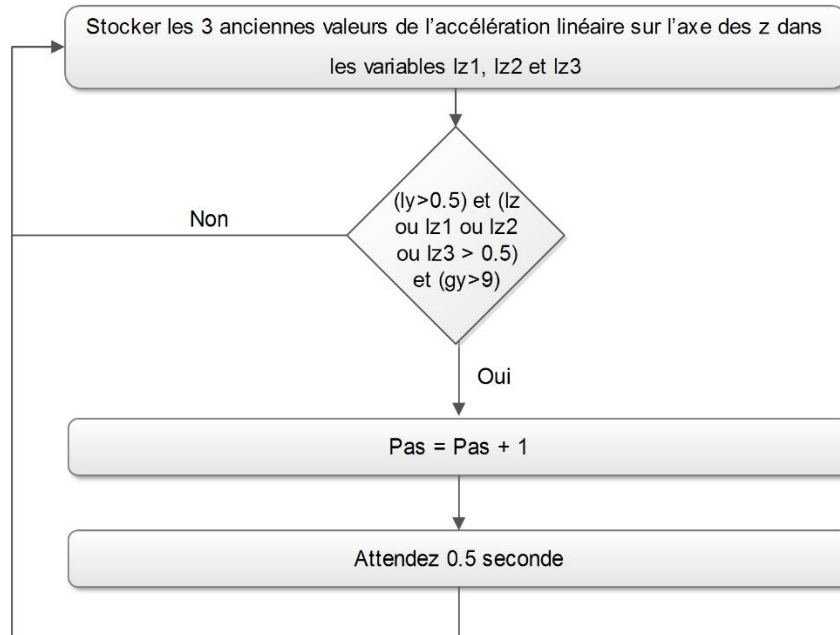 Stocker les 3 anciennes valeurs de l'accélération linéaire sur l'axe des z dans
les variables lz1, lz2 et lz3
(ly>0.5) et (lz
ou lz1 ou lz2
ou lz3 > 0.5)
et (gy>9)
Non
Oui
Pas = Pas + 1
Attendez 0.5 seconde